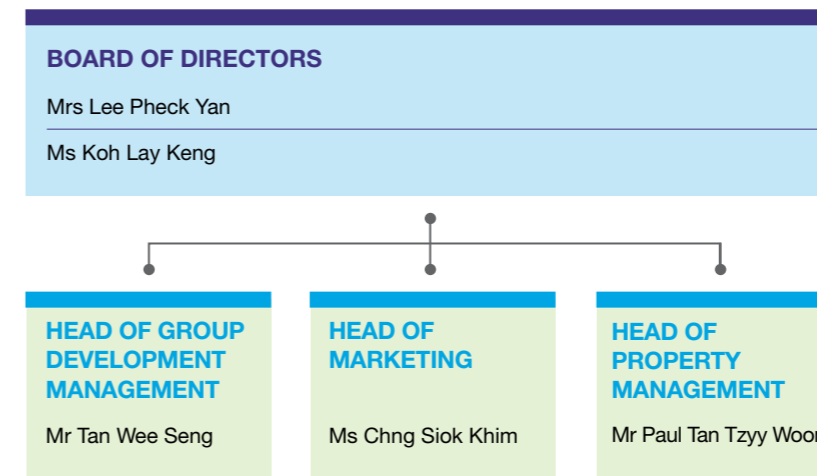 BOARD OF DIRECTORS
Mrs Lee Pheck Yan
Ms Koh Lay Keng
HEAD OF GROUP
DEVELOPMENT
MANAGEMENT
Mr Tan Wee Seng
HEAD OF
MARKETING
Ms Chng Siok Khim
HEAD OF
PROPERTY
MANAGEMENT
Mr Paul Tan Tzyy